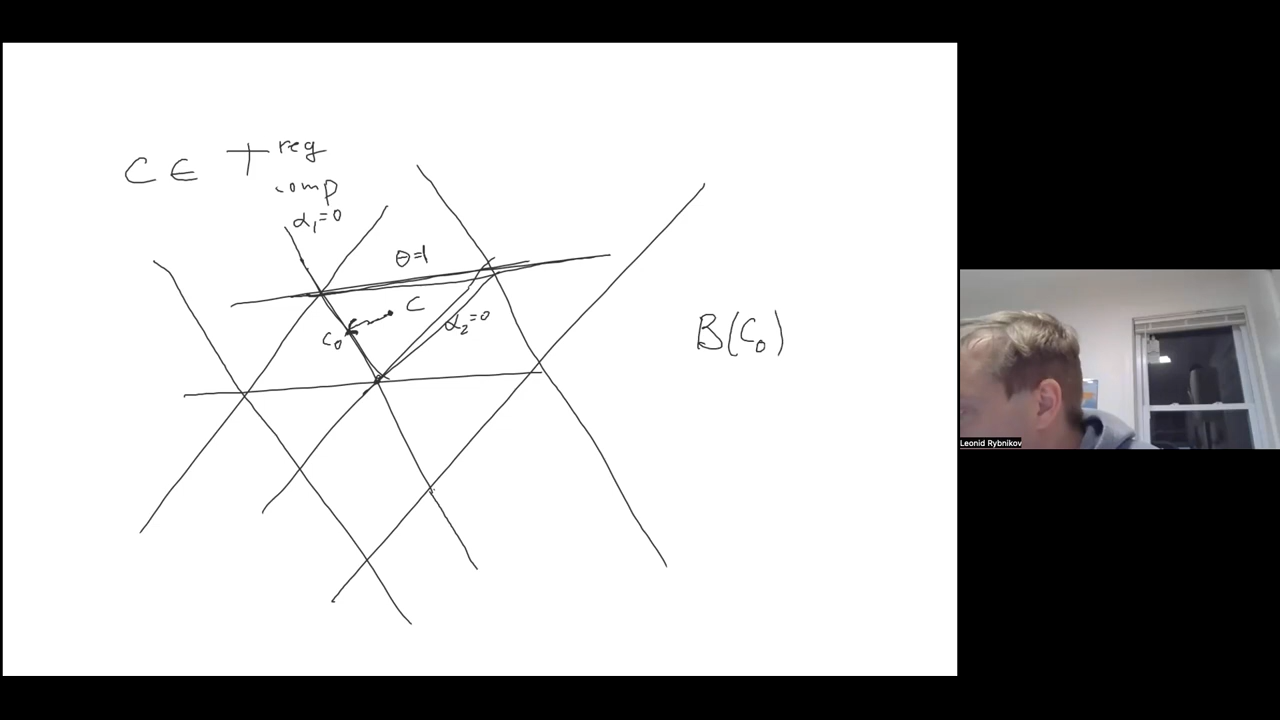 C ∈ T reg
comp
α₁=0
θ=1
C
C₀
α₂=0
B(C₀)
Leonid Rybnikov